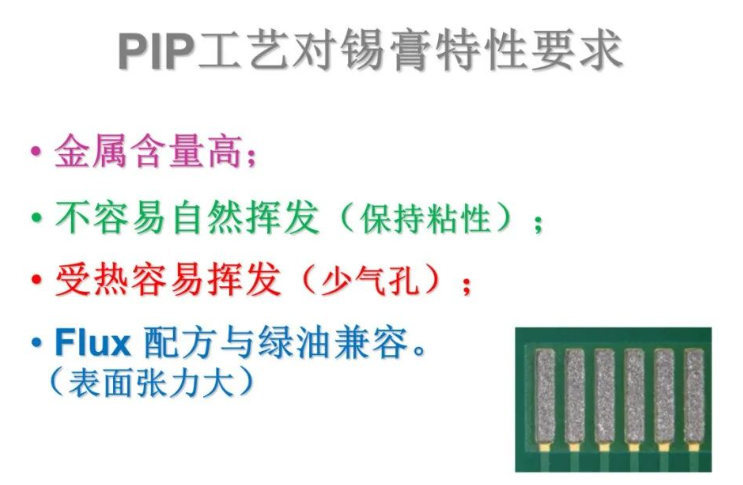 PIP工艺对锡膏特性要求
• 金属含量高；
• 不容易自然挥发（保持粘性）；
• 受热容易挥发（少气孔）；
• Flux 配方与绿油兼容。
（表面张力大）